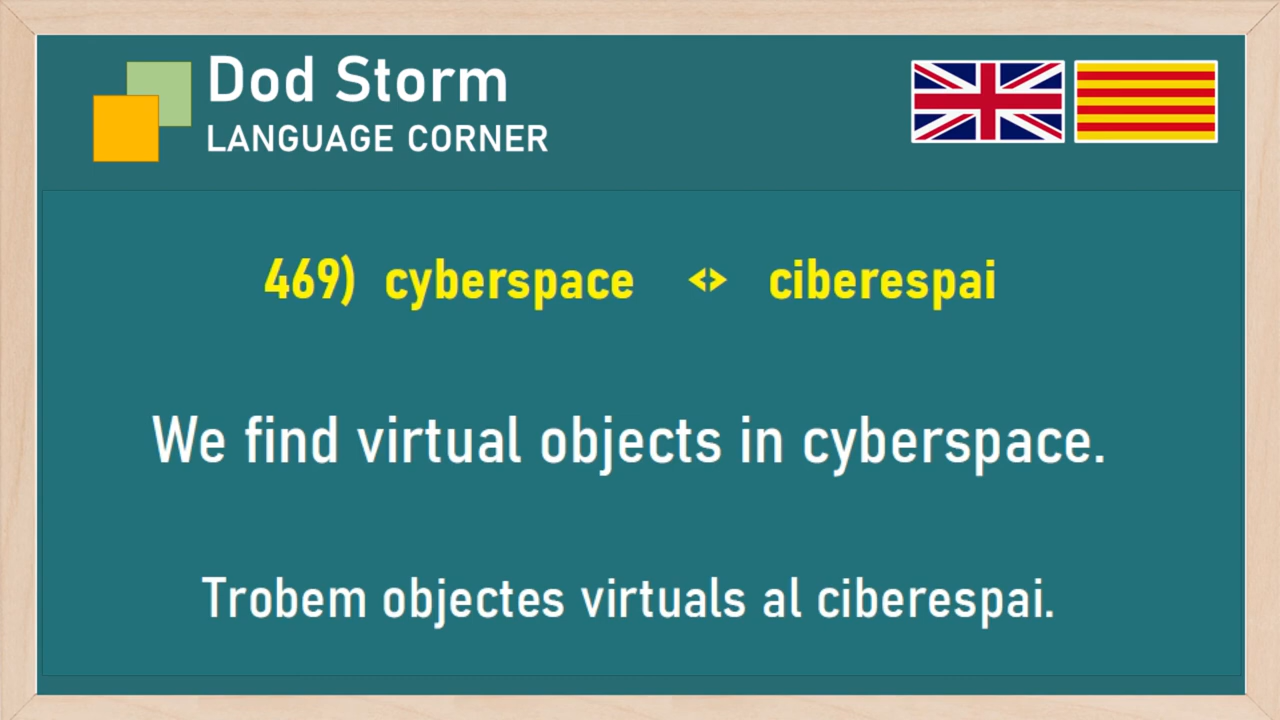 Dod Storm
LANGUAGE CORNER
469) cyberspace <> ciberespai
We find virtual objects in cyberspace.
Trobem objectes virtuals al ciberespai.